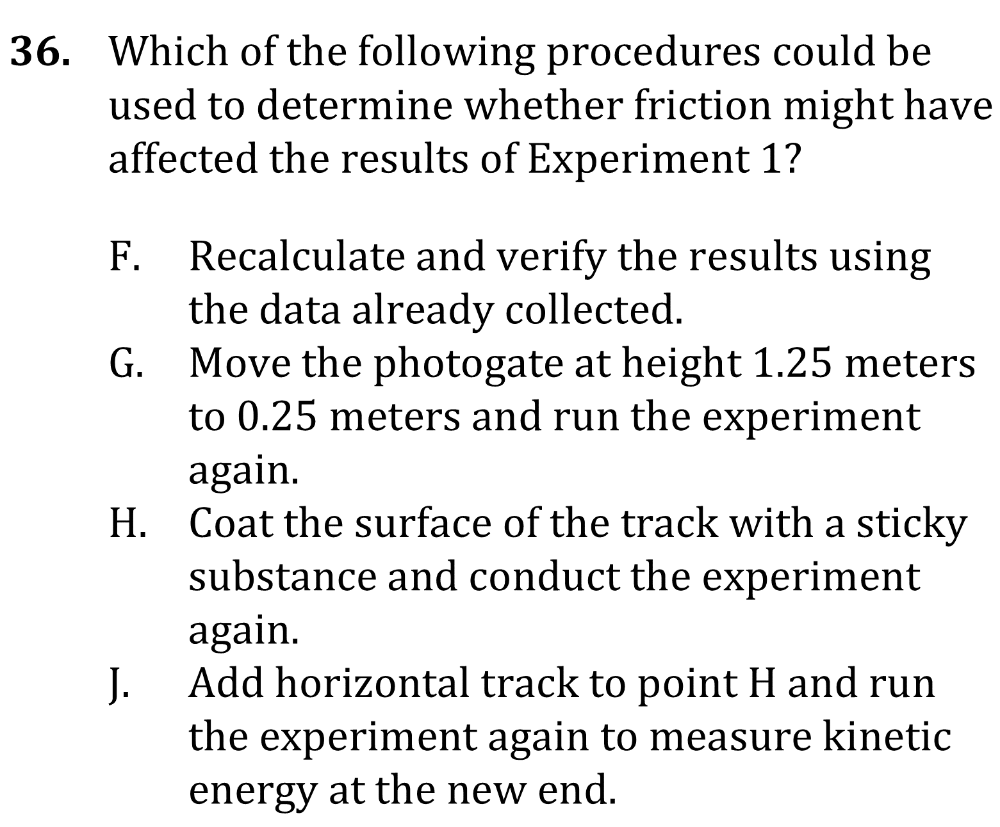 36. Which of the following procedures could be
used to determine whether friction might have
affected the results of Experiment 1?
F. Recalculate and verify the results using
the data already collected.
G. Move the photogate at height 1.25 meters
to 0.25 meters and run the experiment
again.
H. Coat the surface of the track with a sticky
substance and conduct the experiment
again.
J. Add horizontal track to point H and run
the experiment again to measure kinetic
energy at the new end.